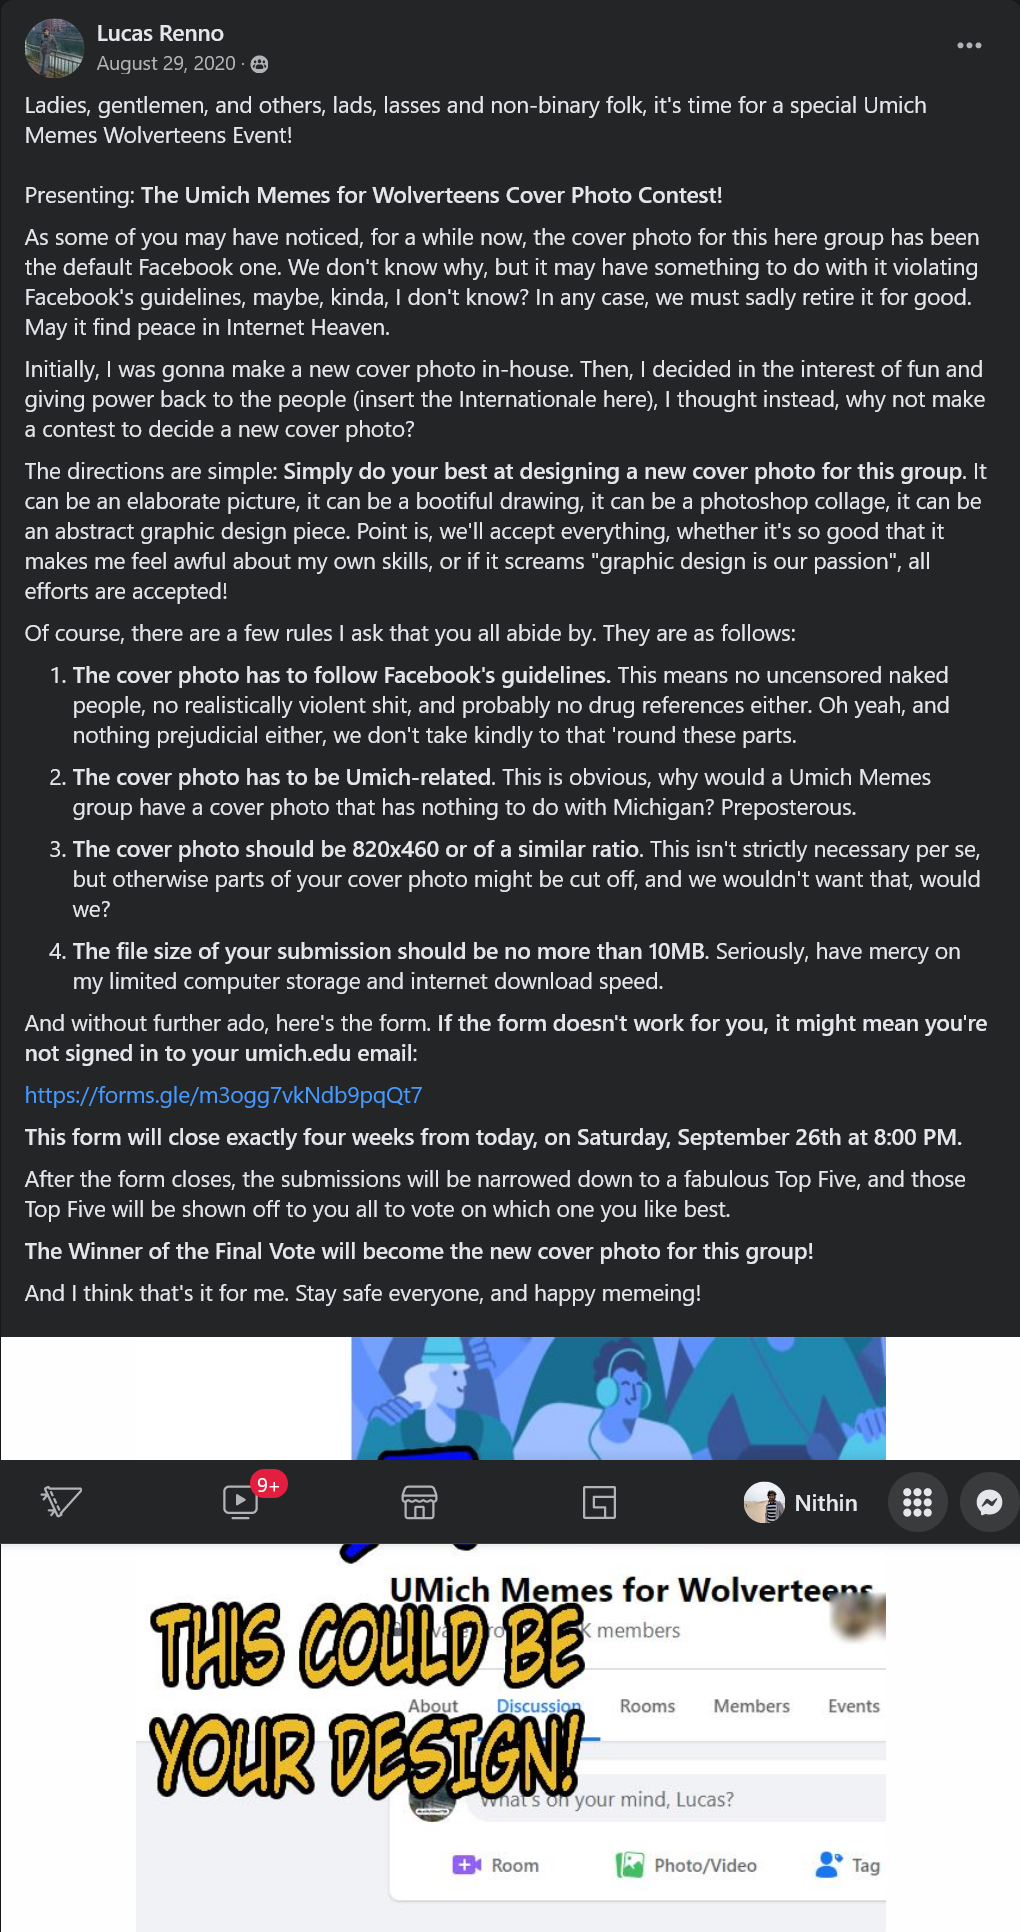 Lucas Renno
August 29, 2020 ·
Ladies, gentlemen, and others, lads, lasses and non-binary folk, it's time for a special Umich
Memes Wolverteens Event!
Presenting: The Umich Memes for Wolverteens Cover Photo Contest!
As some of you may have noticed, for a while now, the cover photo for this here group has been
the default Facebook one. We don't know why, but it may have something to do with it violating
Facebook's guidelines, maybe, kinda, I don't know? In any case, we must sadly retire it for good.
May it find peace in Internet Heaven.
Initially, I was gonna make a new cover photo in-house. Then, I decided in the interest of fun and
giving power back to the people (insert the Internationale here), I thought instead, why not make
a contest to decide a new cover photo?
The directions are simple: Simply do your best at designing a new cover photo for this group. It
can be an elaborate picture, it can be a bootiful drawing, it can be a photoshop collage, it can be
an abstract graphic design piece. Point is, we'll accept everything, whether it's so good that it
makes me feel awful about my own skills, or if it screams "graphic design is our passion", all
efforts are accepted!
Of course, there are a few rules I ask that you all abide by. They are as follows:
1. The cover photo has to follow Facebook's guidelines. This means no uncensored naked
people, no realistically violent shit, and probably no drug references either. Oh yeah, and
nothing prejudicial either, we don't take kindly to that 'round these parts.
2. The cover photo has to be Umich-related. This is obvious, why would a Umich Memes
group have a cover photo that has nothing to do with Michigan? Preposterous.
3. The cover photo should be 820x460 or of a similar ratio. This isn't strictly necessary per se,
but otherwise parts of your cover photo might be cut off, and we wouldn't want that, would
we?
4. The file size of your submission should be no more than 10MB. Seriously, have mercy on
my limited computer storage and internet download speed.
And without further ado, here's the form. If the form doesn't work for you, it might mean you're
not signed in to your umich.edu email:
https://forms.gle/m3ogg7vkNdb9pqQt7
This form will close exactly four weeks from today, on Saturday, September 26th at 8:00 PM.
After the form closes, the submissions will be narrowed down to a fabulous Top Five, and those
Top Five will be shown off to you all to vote on which one you like best.
The Winner of the Final Vote will become the new cover photo for this group!
And I think that's it for me. Stay safe everyone, and happy memeing!
9+
Nithin
UMich Memes for Wolverteens
K members
THIS COULD BE
About Discussion Rooms Members Events
YOUR DESIGN!
What's on your mind, Lucas?
Room Photo/Video Tag